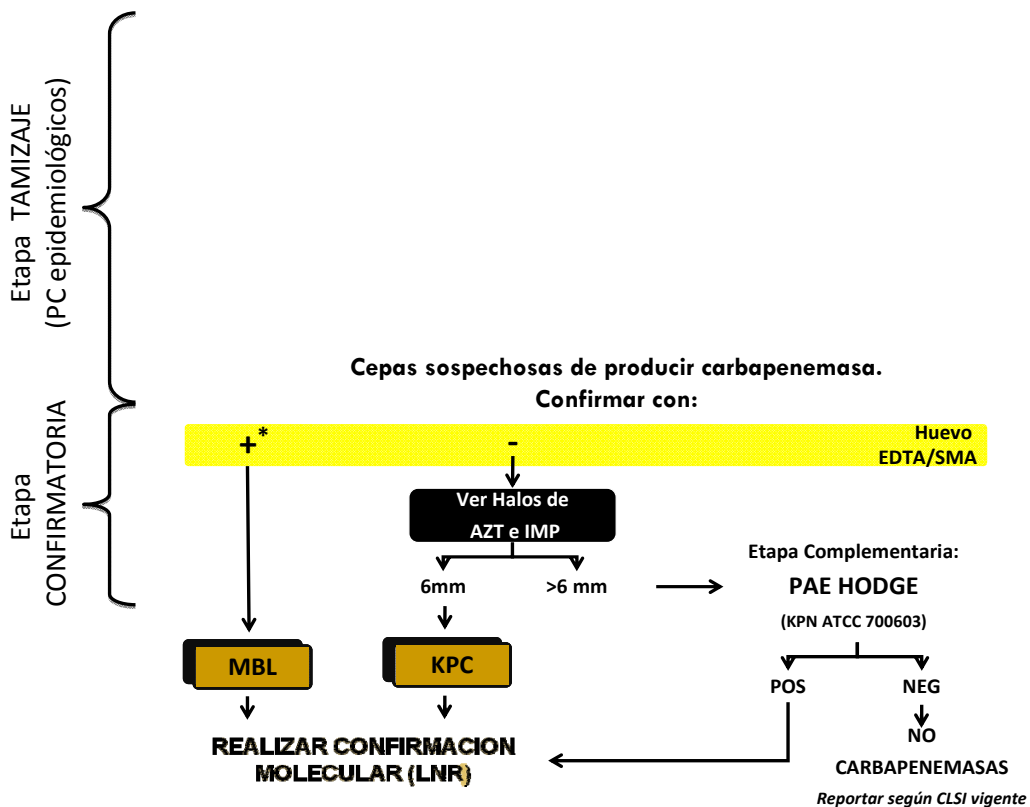 Etapa TAMIZAJE
(PC epidemiológicos)
Cepas sospechosas de producir carbapenemasa.
Confirmar con:
Etapa
CONFIRMATORIA
+*
-
Huevo
EDTA/SMA
Ver Halos de
AZT e IMP
6mm
>6 mm
Etapa Complementaria:
PAE HODGE
(KPN ATCC 700603)
MBL
KPC
POS
NEG
NO
CARBAPENEMASAS
Reportar según CLSI vigente
REALIZAR CONFIRMACION
MOLECULAR (LNR)